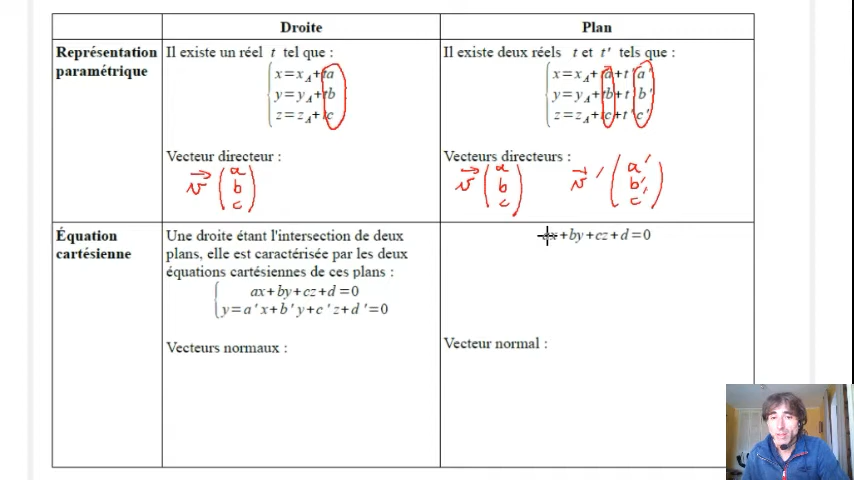 Droite
Plan
Représentation paramétrique
Il existe un réel t tel que :
x=x_A+ta
y=y_A+tb
z=z_A+tc
Vecteur directeur :
v (a b c)
Il existe deux réels t et t' tels que :
x=x_A+ta+t'a'
y=y_A+tb+t'b'
z=z_A+tc+t'c'
Vecteurs directeurs :
v (a b c) v' (a' b' c')
Équation cartésienne
Une droite étant l'intersection de deux
plans, elle est caractérisée par les deux
équations cartésiennes de ces plans :
ax+by+cz+d=0
y=a'x+b'y+c'z+d'=0
Vecteurs normaux :
ax+by+cz+d=0
Vecteur normal :